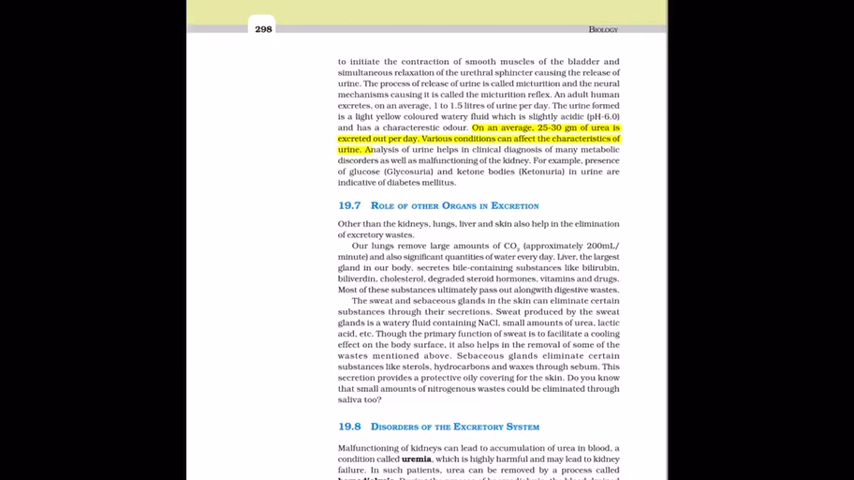 298
BIOLOGY
to initiate the contraction of smooth muscles of the bladder and
simultaneous relaxation of the urethral sphincter causing the release of
urine. The process of release of urine is called micturition and the neural
mechanisms causing it is called the micturition reflex. An adult human
excretes, on an average, 1 to 1.5 litres of urine per day. The urine formed
is a light yellow coloured watery fluid which is slightly acidic (pH-6.0)
and has a characterestic odour. On an average, 25-30 gm of urea is
excreted out per day. Various conditions can affect the characteristics of
urine. Analysis of urine helps in clinical diagnosis of many metabolic
disorders as well as malfunctioning of the kidney. For example, presence
of glucose (Glycosuria) and ketone bodies (Ketonuria) in urine are
indicative of diabetes mellitus.
19.7 ROLE OF OTHER ORGANS IN EXCRETION
Other than the kidneys, lungs, liver and skin also help in the elimination
of excretory wastes.
Our lungs remove large amounts of CO2 (approximately 200mL/
minute) and also significant quantities of water every day. Liver, the largest
gland in our body, secretes bile-containing substances like bilirubin,
biliverdin, cholesterol, degraded steroid hormones, vitamins and drugs.
Most of these substances ultimately pass out alongwith digestive wastes.
The sweat and sebaceous glands in the skin can eliminate certain
substances through their secretions. Sweat produced by the sweat
glands is a watery fluid containing NaCl, small amounts of urea, lactic
acid, etc. Though the primary function of sweat is to facilitate a cooling
effect on the body surface, it also helps in the removal of some of the
wastes mentioned above. Sebaceous glands eliminate certain
substances like sterols, hydrocarbons and waxes through sebum. This
secretion provides a protective oily covering for the skin. Do you know
that small amounts of nitrogenous wastes could be eliminated through
saliva too?
19.8 DISORDERS OF THE EXCRETORY SYSTEM
Malfunctioning of kidneys can lead to accumulation of urea in blood, a
condition called uremia, which is highly harmful and may lead to kidney
failure. In such patients, urea can be removed by a process called